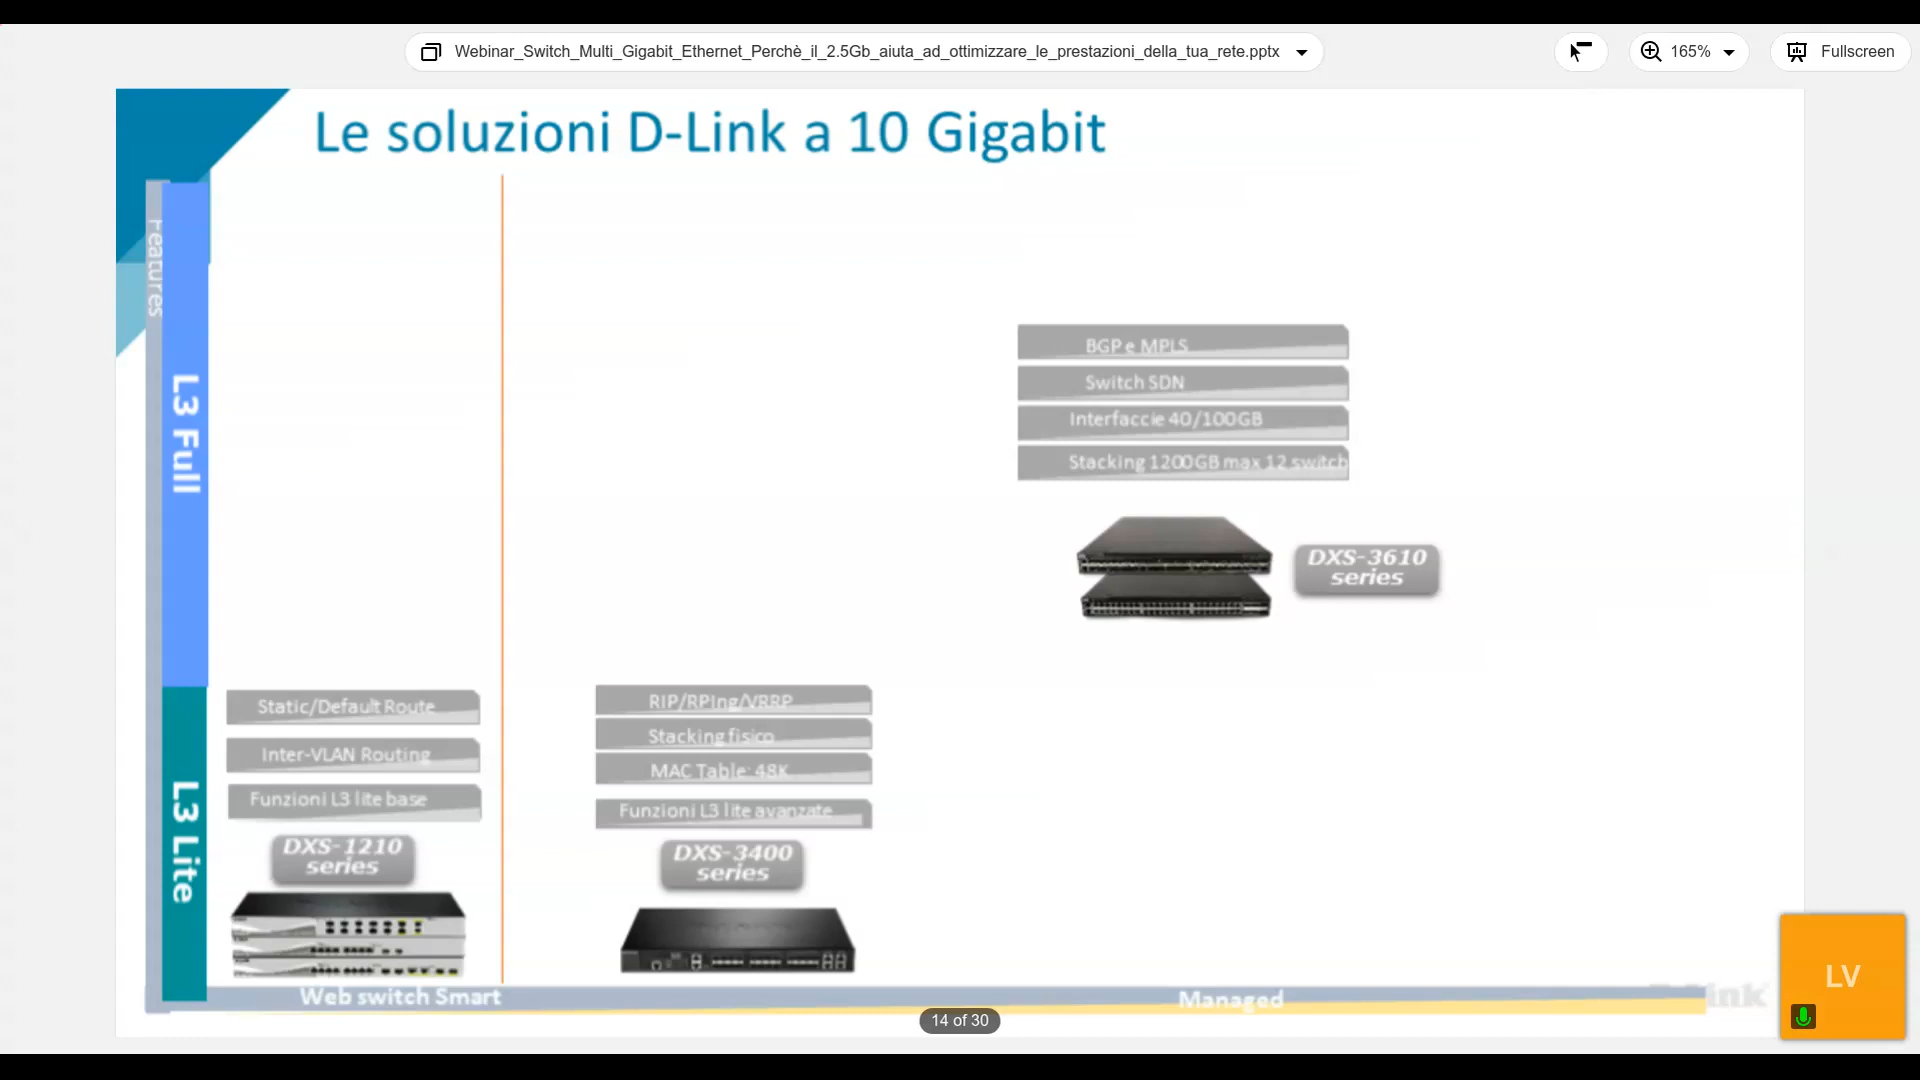 Webinar_Switch_Multi_Gigabit_Ethernet_Perchè_il_2.5Gb_aiuta_ad_ottimizzare_le_prestazioni_della_tua_rete.pptx
165%
Fullscreen
Le soluzioni D-Link a 10 Gigabit
Features
L3 Full
BGP e MPLS
Switch SDN
Interfaccie 40/100GB
Stacking 1200GB max 12 switch
DXS-3610
series
L3 Lite
Static/Default Route
Inter-VLAN Routing
Funzioni L3 lite base
DXS-1210
series
RIP/RPIng/VRRP
Stacking fisico
MAC Table: 48K
Funzioni L3 lite avanzate
DXS-3400
series
Web switch Smart
Managed
14 of 30
LV